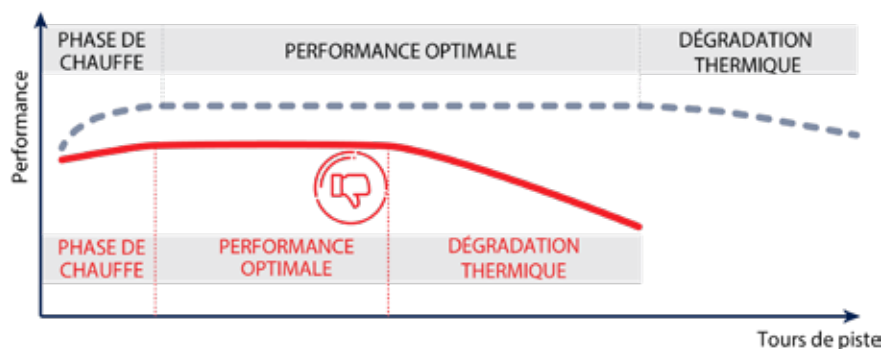 PHASE DE
CHAUFFE
PERFORMANCE OPTIMALE
DÉGRADATION
THERMIQUE
Performance
PHASE DE
CHAUFFE
PERFORMANCE
OPTIMALE
DÉGRADATION
THERMIQUE
Tours de piste